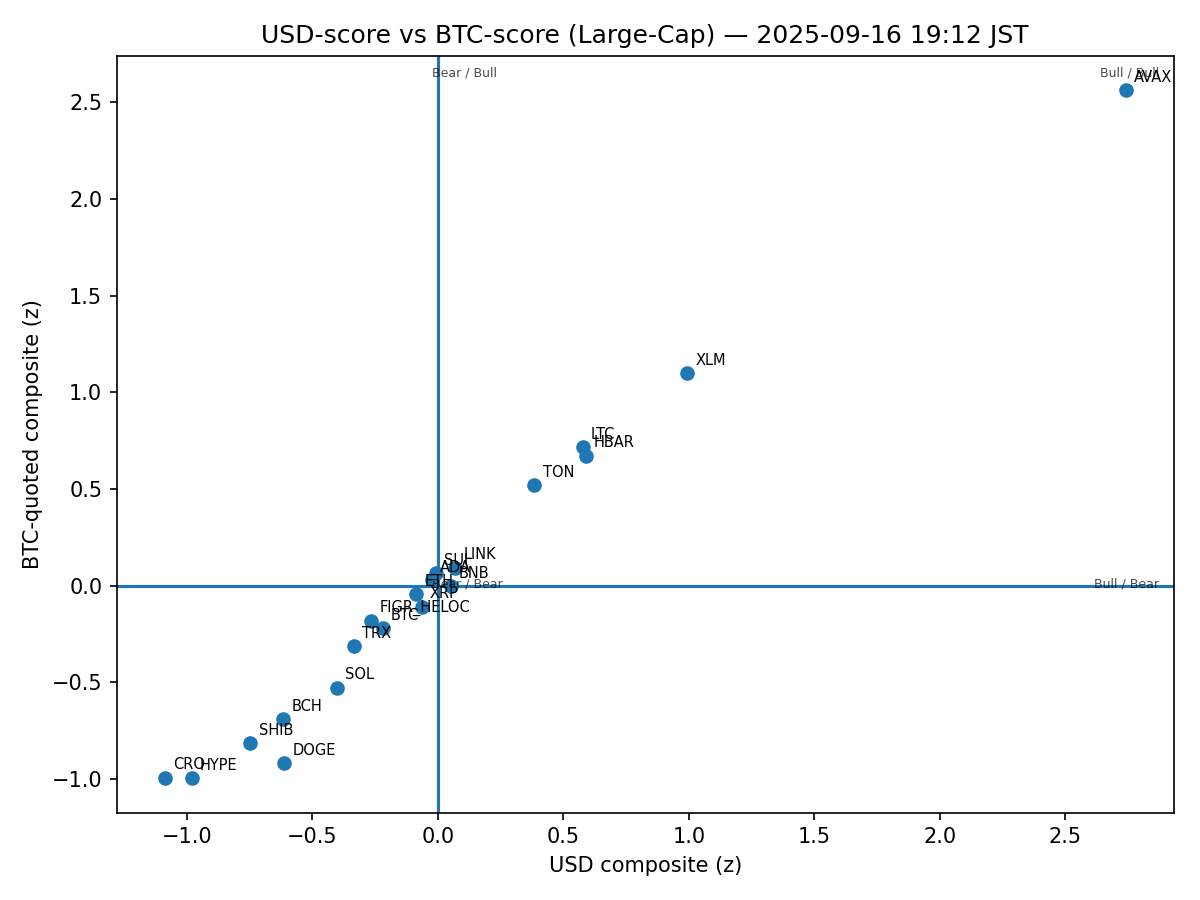 USD-score vs BTC-score (Large-Cap) — 2025-09-16 19:12 JST
Bear / Bull
Bull / Bull
AVAX
2.5
2.0
1.5
XLM
1.0
LTC
HBAR
TON
0.5
LINK
SUI
ADA
BNB
0.0
Bear / Bear
Bull / Bear
XRP
FIGR_HELOC
BTC
TRX
−0.5
SOL
BCH
SHIB
DOGE
CRO
HYPE
−1.0
−1.0
−0.5
0.0
0.5
1.0
1.5
2.0
2.5
USD composite (z)
BTC-quoted composite (z)